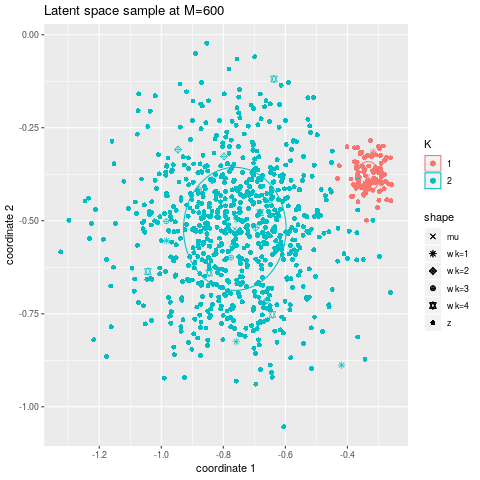 Latent space sample at M=600
0.00
-0.25
-0.50
-0.75
-1.00
coordinate 2
-1.2
-1.0
-0.8
-0.6
-0.4
coordinate 1
K
1
2
shape
mu
w k=1
w k=2
w k=3
w k=4
z